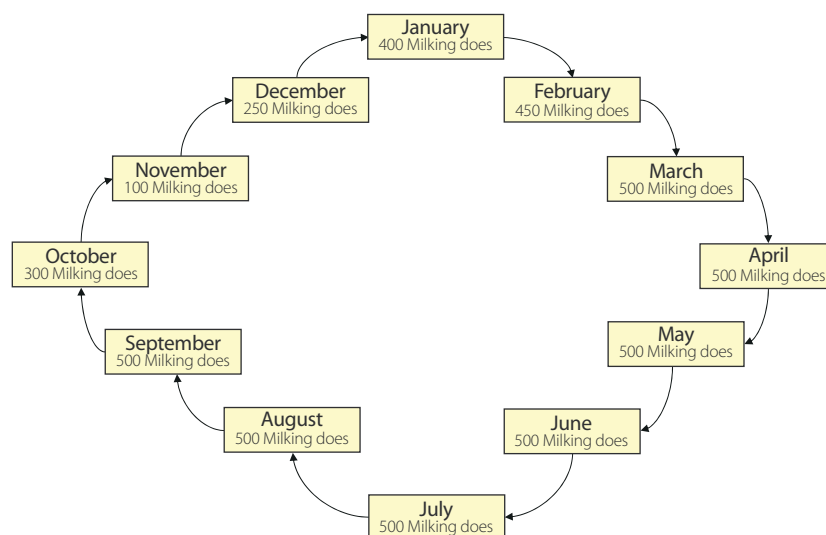 January
400 Milking does
February
450 Milking does
March
500 Milking does
April
500 Milking does
May
500 Milking does
June
500 Milking does
July
500 Milking does
August
500 Milking does
September
500 Milking does
October
300 Milking does
November
100 Milking does
December
250 Milking does